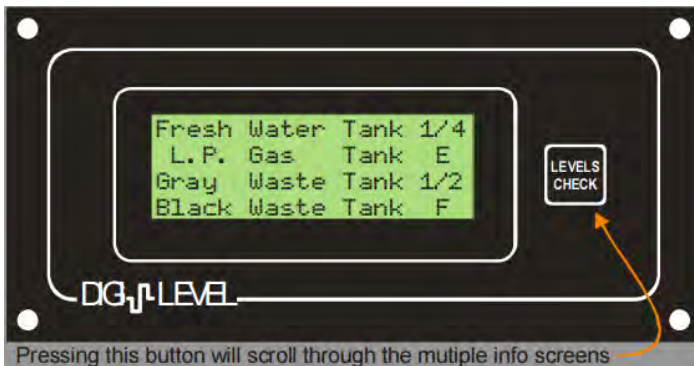 Fresh Water Tank 1/4
L.P. Gas Tank E
Gray Waste Tank 1/2
Black Waste Tank F
LEVELS
CHECK
DIGI LEVEL
Pressing this button will scroll through the mutiple info screens